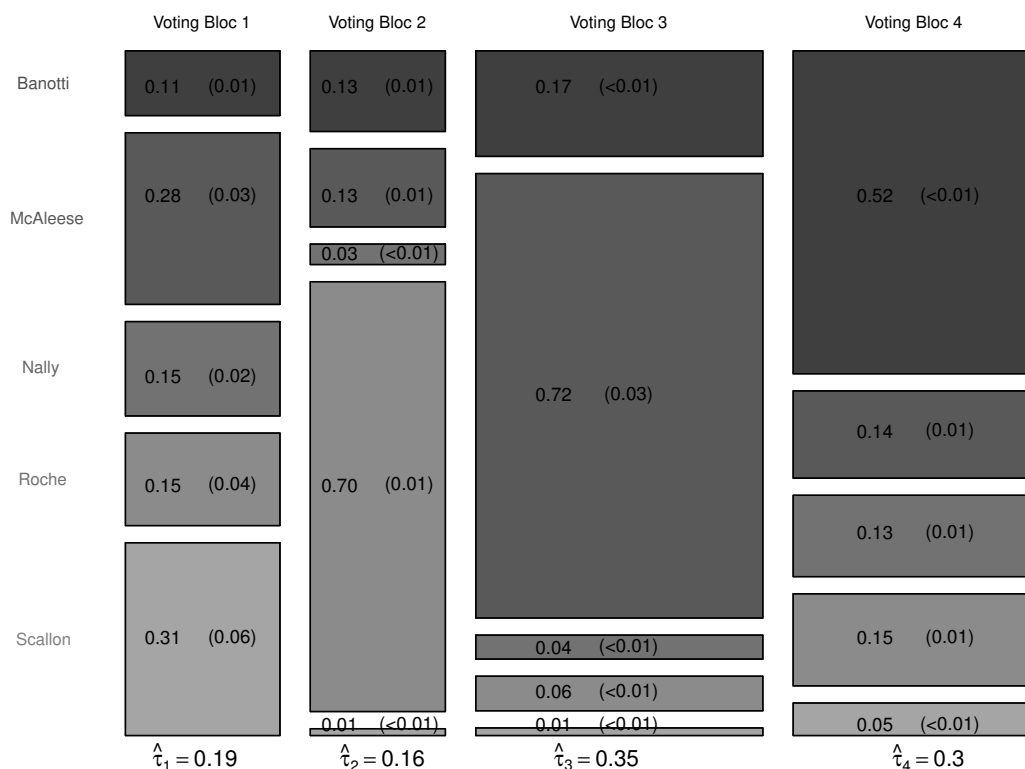 Voting Bloc 1 Voting Bloc 2 Voting Bloc 3 Voting Bloc 4
Banotti 0.11 (0.01) 0.13 (0.01) 0.17 (<0.01)
McAleese 0.28 (0.03) 0.13 (0.01) 0.52 (<0.01)
0.03 (<0.01)
Nally 0.15 (0.02) 0.72 (0.03)
0.14 (0.01)
Roche 0.15 (0.04) 0.70 (0.01)
0.13 (0.01)
Scallon 0.31 (0.06) 0.04 (<0.01) 0.15 (0.01)
0.06 (<0.01)
0.01 (<0.01) 0.01 (<0.01) 0.05 (<0.01)
τ̂₁ = 0.19 τ̂₂ = 0.16 τ̂₃ = 0.35 τ̂₄ = 0.3